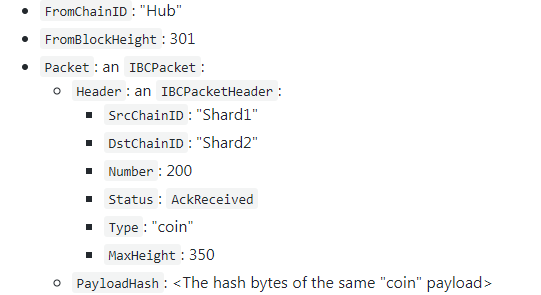 FromChainID : "Hub"
FromBlockHeight : 301
Packet : an IBCPacket :
Header : an IBCPacketHeader :
SrcChainID : "Shard1"
DstChainID : "Shard2"
Number : 200
Status : AckReceived
Type : "coin"
MaxHeight : 350
PayloadHash : <The hash bytes of the same "coin" payload>